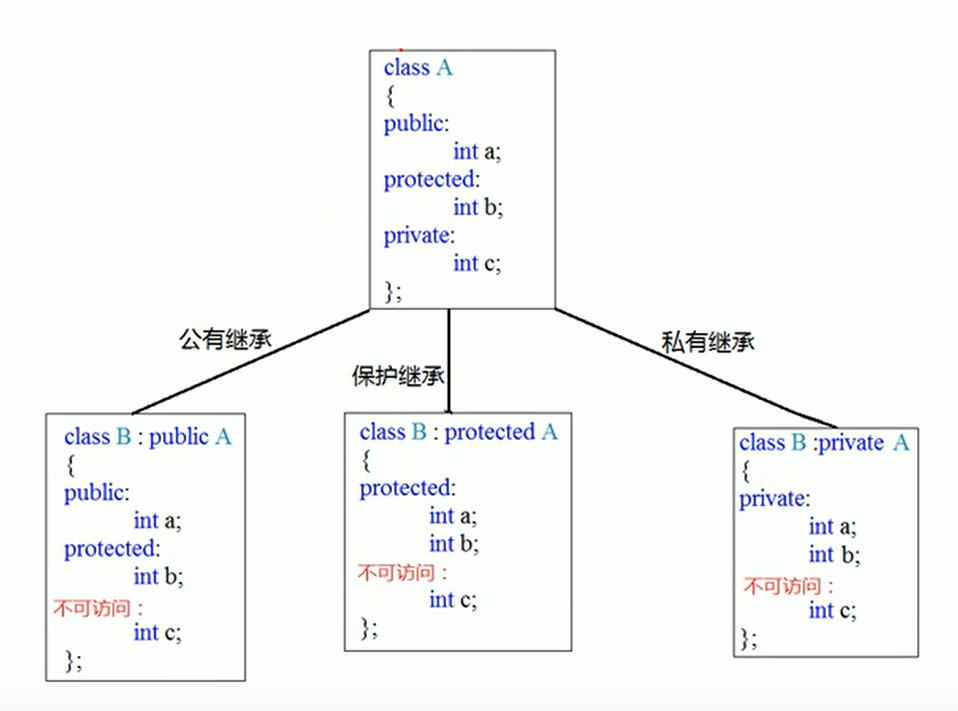 class A
{
public:
int a;
protected:
int b;
private:
int c;
};
公有继承
保护继承
私有继承
class B : public A
{
public:
int a;
protected:
int b;
不可访问：
int c;
};
class B : protected A
{
protected:
int a;
int b;
不可访问：
int c;
};
class B :private A
{
private:
int a;
int b;
不可访问：
int c;
};